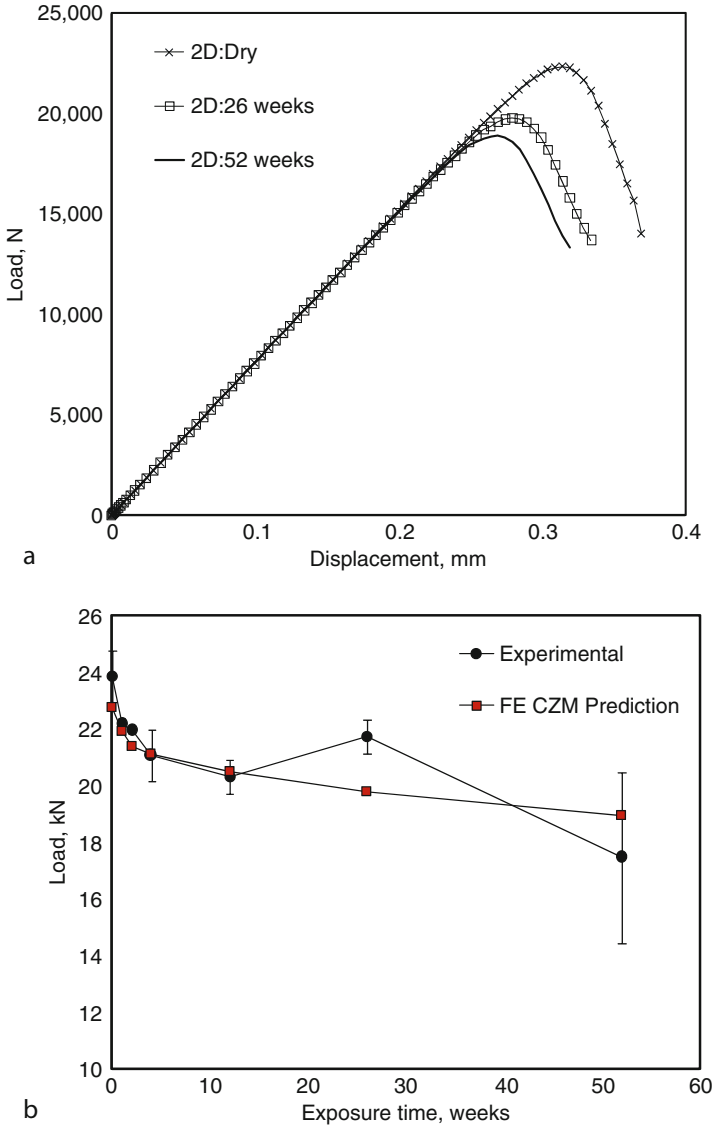 25,000
20,000
15,000
10,000
5,000
0
Load, N
2D:Dry
2D:26 weeks
2D:52 weeks
0 0.1 0.2 0.3 0.4
Displacement, mm
a
26
24
22
20
18
16
14
12
10
Load, kN
Experimental
FE CZM Prediction
0 10 20 30 40 50 60
Exposure time, weeks
b